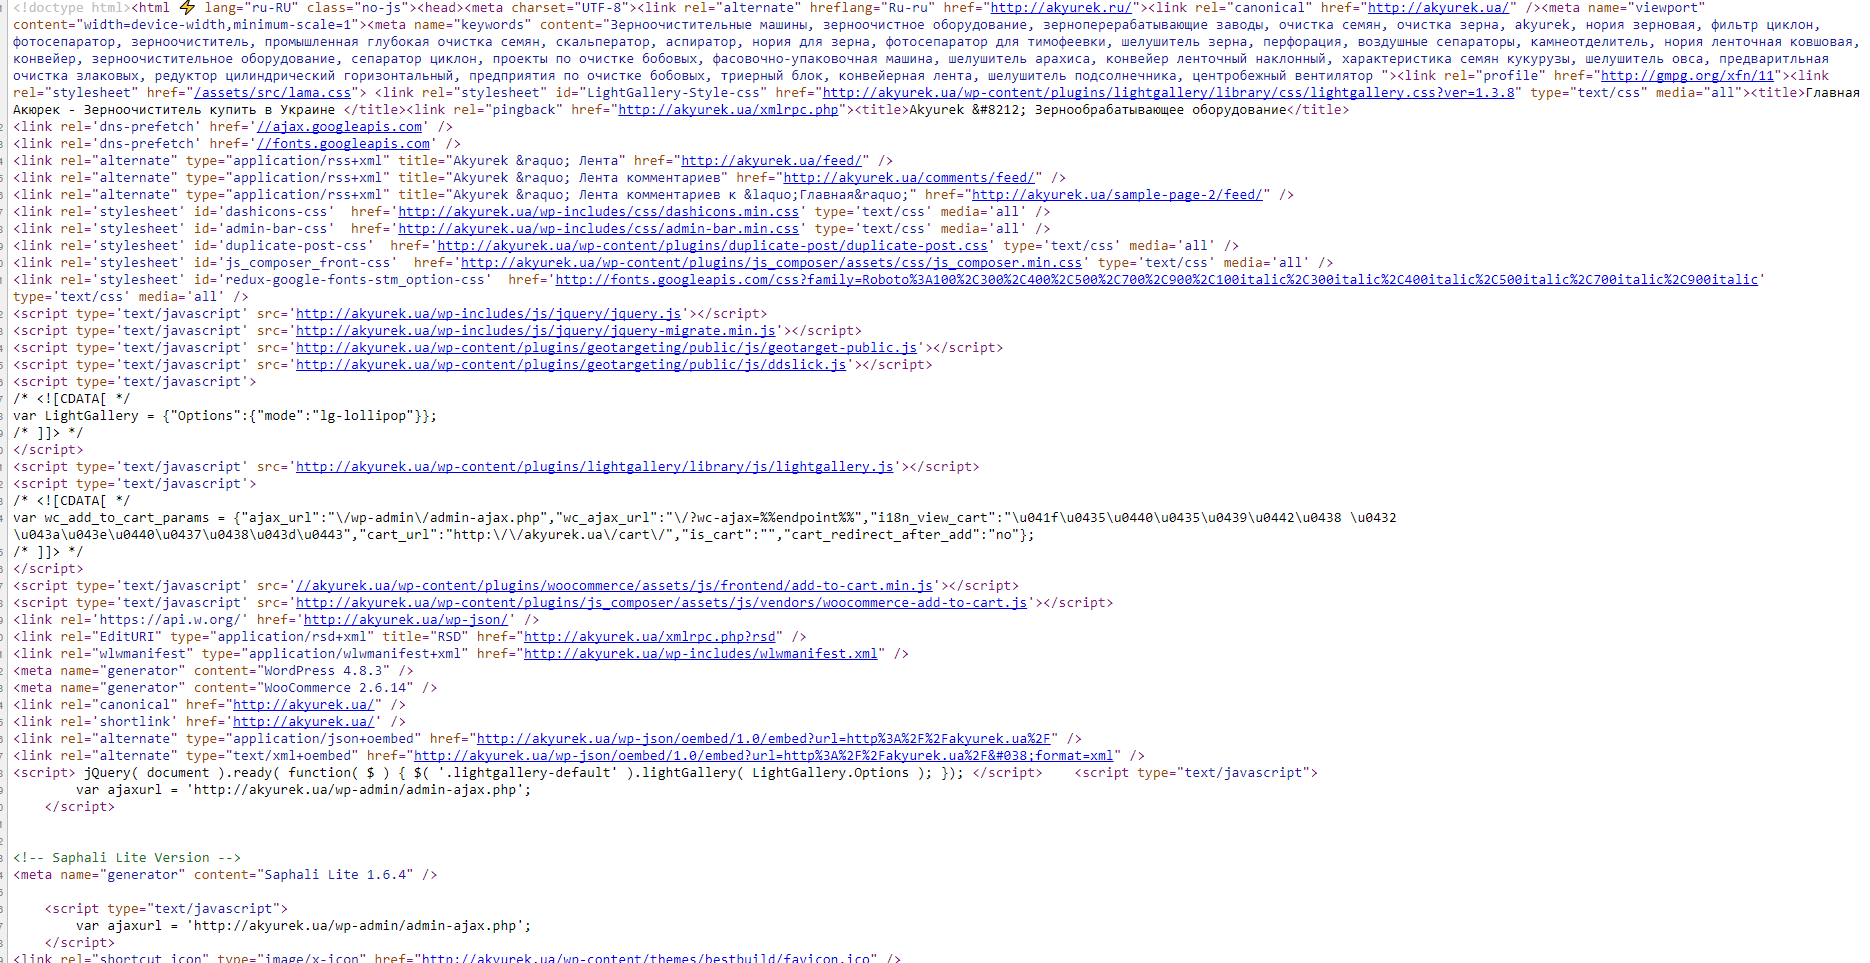 <!doctype html><html ⚡ lang="ru-RU" class="no-js"><head><meta charset="UTF-8"><link rel="alternate" hreflang="Ru-ru" href="http://akyurek.ru/"><link rel="canonical" href="http://akyurek.ua/" /><meta name="viewport"
content="width=device-width,minimum-scale=1"><meta name="keywords" content="Зерноочистительные машины, зерноочистное оборудование, зерноперерабатывающие заводы, очистка семян, очистка зерна, akyurek, нория зерновая, фильтр циклон,
фотосепаратор, зерноочиститель, промышленная глубокая очистка семян, скальператор, аспиратор, нория для зерна, фотосепаратор для тимофеевки, шелушитель зерна, перфорация, воздушные сепараторы, камнеотделитель, нория ленточная ковшовая,
конвейер, зерноочистительное оборудование, сепаратор циклон, проекты по очистке бобовых, фасовочно-упаковочная машина, шелушитель арахиса, конвейер ленточный наклонный, характеристика семян кукурузы, шелушитель овса, предваритльная
очистка злаковых, редуктор цилиндрический горизонтальный, предприятия по очистке бобовых, триерный блок, конвейерная лента, шелушитель подсолнечника, центробежный вентилятор "><link rel="profile" href="http://gmpg.org/xfn/11"><link
rel="stylesheet" href="/assets/src/lama.css"> <link rel="stylesheet" id="LightGallery-Style-css" href="http://akyurek.ua/wp-content/plugins/lightgallery/library/css/lightgallery.css?ver=1.3.8" type="text/css" media="all"><title>Главная
Акюрек - Зерноочиститель купить в Украине </title><link rel="pingback" href="http://akyurek.ua/xmlrpc.php"><title>Akyurek &#8212; Зернообрабатывающее оборудование</title>
<link rel='dns-prefetch' href='//ajax.googleapis.com' />
<link rel='dns-prefetch' href='//fonts.googleapis.com' />
<link rel="alternate" type="application/rss+xml" title="Akyurek &raquo; Лента" href="http://akyurek.ua/feed/" />
<link rel="alternate" type="application/rss+xml" title="Akyurek &raquo; Лента комментариев" href="http://akyurek.ua/comments/feed/" />
<link rel="alternate" type="application/rss+xml" title="Akyurek &raquo; Лента комментариев к &laquo;Главная&raquo;" href="http://akyurek.ua/sample-page-2/feed/" />
<link rel='stylesheet' id='dashicons-css'  href='http://akyurek.ua/wp-includes/css/dashicons.min.css' type='text/css' media='all' />
<link rel='stylesheet' id='admin-bar-css'  href='http://akyurek.ua/wp-includes/css/admin-bar.min.css' type='text/css' media='all' />
<link rel='stylesheet' id='duplicate-post-css'  href='http://akyurek.ua/wp-content/plugins/duplicate-post/duplicate-post.css' type='text/css' media='all' />
<link rel='stylesheet' id='js_composer_front-css'  href='http://akyurek.ua/wp-content/plugins/js_composer/assets/css/js_composer.min.css' type='text/css' media='all' />
<link rel='stylesheet' id='redux-google-fonts-stm_option-css'  href='http://fonts.googleapis.com/css?family=Roboto%3A100%2C300%2C400%2C500%2C700%2C900%2C100italic%2C300italic%2C400italic%2C500italic%2C700italic%2C900italic'
type='text/css' media='all' />
<script type='text/javascript' src='http://akyurek.ua/wp-includes/js/jquery/jquery.js'></script>
<script type='text/javascript' src='http://akyurek.ua/wp-includes/js/jquery/jquery-migrate.min.js'></script>
<script type='text/javascript' src='http://akyurek.ua/wp-content/plugins/geotargeting/public/js/geotarget-public.js'></script>
<script type='text/javascript' src='http://akyurek.ua/wp-content/plugins/geotargeting/public/js/ddslick.js'></script>
<script type='text/javascript'>
/* <![CDATA[ */
var LightGallery = {"Options":{"mode":"lg-lollipop"}};
/* ]]> */
</script>
<script type='text/javascript' src='http://akyurek.ua/wp-content/plugins/lightgallery/library/js/lightgallery.js'></script>
<script type='text/javascript'>
/* <![CDATA[ */
var wc_add_to_cart_params = {"ajax_url":"\/wp-admin\/admin-ajax.php","wc_ajax_url":"\/?wc-ajax=%%endpoint%%","i18n_view_cart":"\u041f\u0435\u0440\u0435\u0439\u0442\u0438 \u0432
\u043a\u043e\u0440\u0437\u0438\u043d\u0443","cart_url":"http:\/\/akyurek.ua\/cart\/","is_cart":"","cart_redirect_after_add":"no"};
/* ]]> */
</script>
<script type='text/javascript' src='//akyurek.ua/wp-content/plugins/woocommerce/assets/js/frontend/add-to-cart.min.js'></script>
<script type='text/javascript' src='http://akyurek.ua/wp-content/plugins/js_composer/assets/js/vendors/woocommerce-add-to-cart.js'></script>
<link rel='https://api.w.org/' href='http://akyurek.ua/wp-json/' />
<link rel="EditURI" type="application/rsd+xml" title="RSD" href="http://akyurek.ua/xmlrpc.php?rsd" />
<link rel="wlwmanifest" type="application/wlwmanifest+xml" href="http://akyurek.ua/wp-includes/wlwmanifest.xml" />
<meta name="generator" content="WordPress 4.8.3" />
<meta name="generator" content="WooCommerce 2.6.14" />
<link rel="canonical" href="http://akyurek.ua/" />
<link rel='shortlink' href='http://akyurek.ua/' />
<link rel="alternate" type="application/json+oembed" href="http://akyurek.ua/wp-json/oembed/1.0/embed?url=http%3A%2F%2Fakyurek.ua%2F" />
<link rel="alternate" type="text/xml+oembed" href="http://akyurek.ua/wp-json/oembed/1.0/embed?url=http%3A%2F%2Fakyurek.ua%2F&#038;format=xml" />
<script> jQuery( document ).ready( function( $ ) { $( '.lightgallery-default' ).lightGallery( LightGallery.Options ); }); </script>    <script type="text/javascript">
        var ajaxurl = 'http://akyurek.ua/wp-admin/admin-ajax.php';
    </script>
<!-- Saphali Lite Version -->
<meta name="generator" content="Saphali Lite 1.6.4" />
    <script type="text/javascript">
        var ajaxurl = 'http://akyurek.ua/wp-admin/admin-ajax.php';
    </script>
<link rel="shortcut icon" type="image/x-icon" href="http://akyurek.ua/wp-content/themes/bestbuild/favicon.ico" />